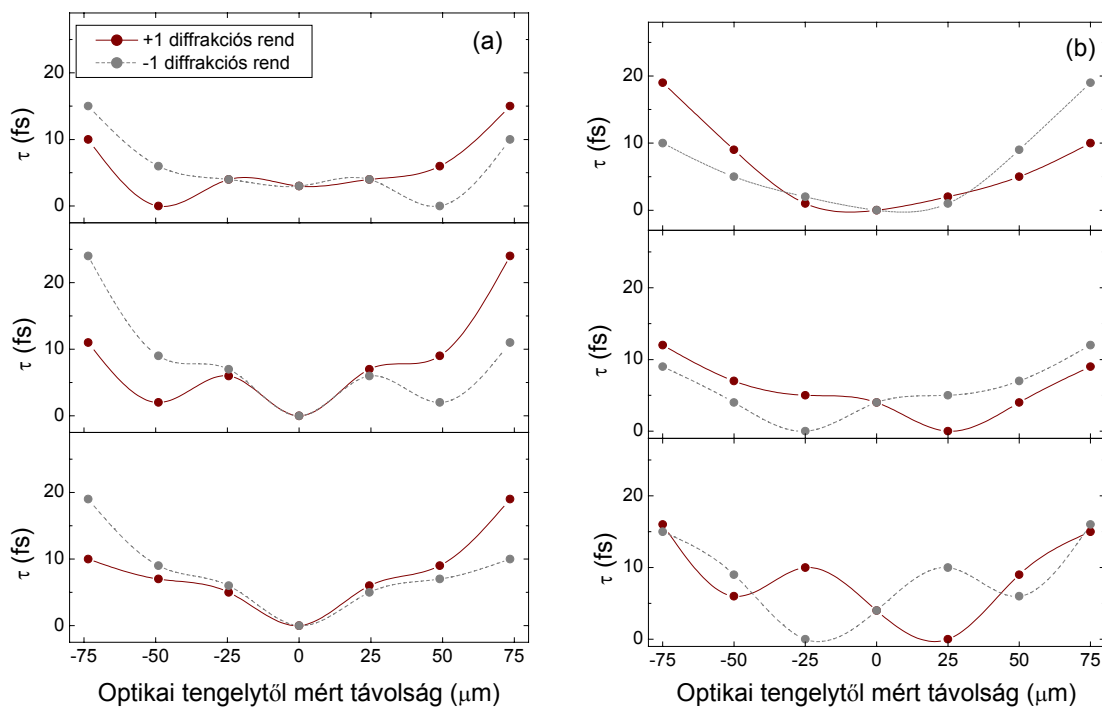 (a)
+1 diffrakciós rend
-1 diffrakciós rend
20
10
0
τ (fs)
20
10
0
τ (fs)
20
10
0
τ (fs)
-75 -50 -25 0 25 50 75
Optikai tengelytől mért távolság (μm)
(b)
20
10
0
τ (fs)
20
10
0
τ (fs)
20
10
0
τ (fs)
-75 -50 -25 0 25 50 75
Optikai tengelytől mért távolság (μm)